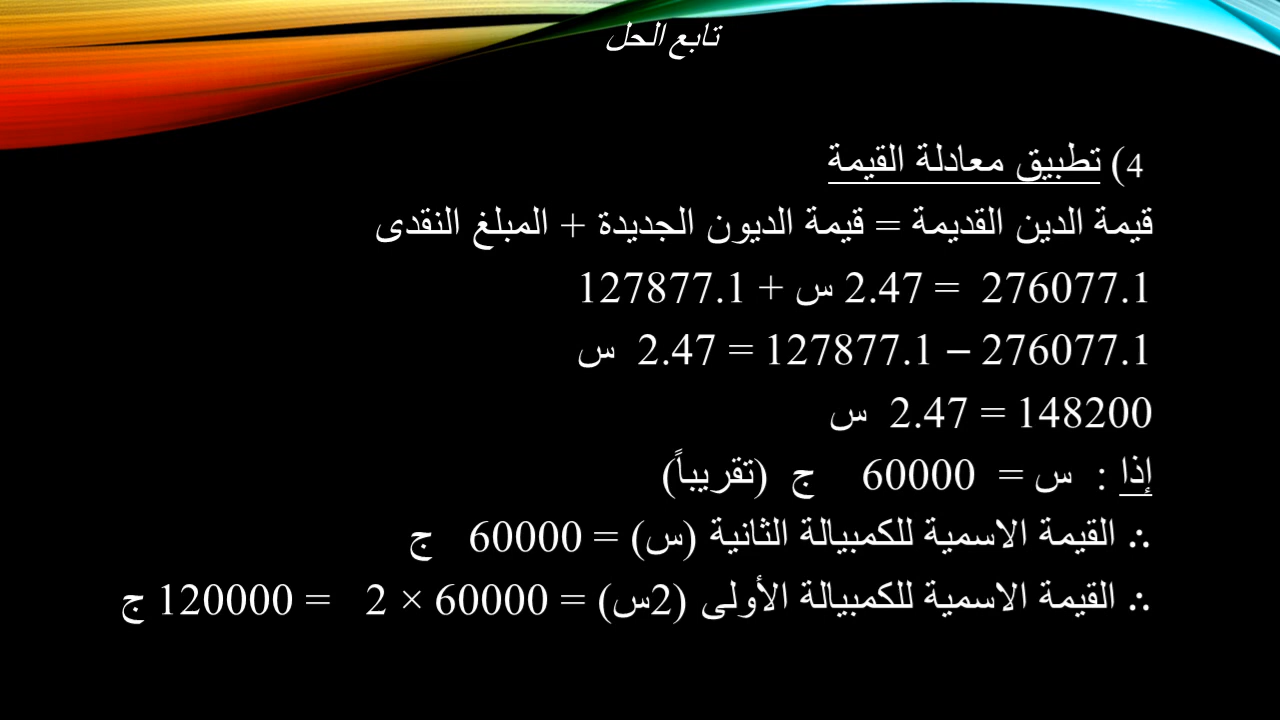 تابع الحل
4) تطبيق معادلة القيمة
قيمة الدين القديمة = قيمة الديون الجديدة + المبلغ النقدى
276077.1 = 2.47 س + 127877.1
276077.1 – 127877.1 = 2.47 س
148200 = 2.47 س
إذا : س = 60000 ج (تقريباً)
∴ القيمة الاسمية للكمبيالة الثانية (س) = 60000 ج
∴ القيمة الاسمية للكمبيالة الأولى (2س) = 60000 × 2 = 120000 ج